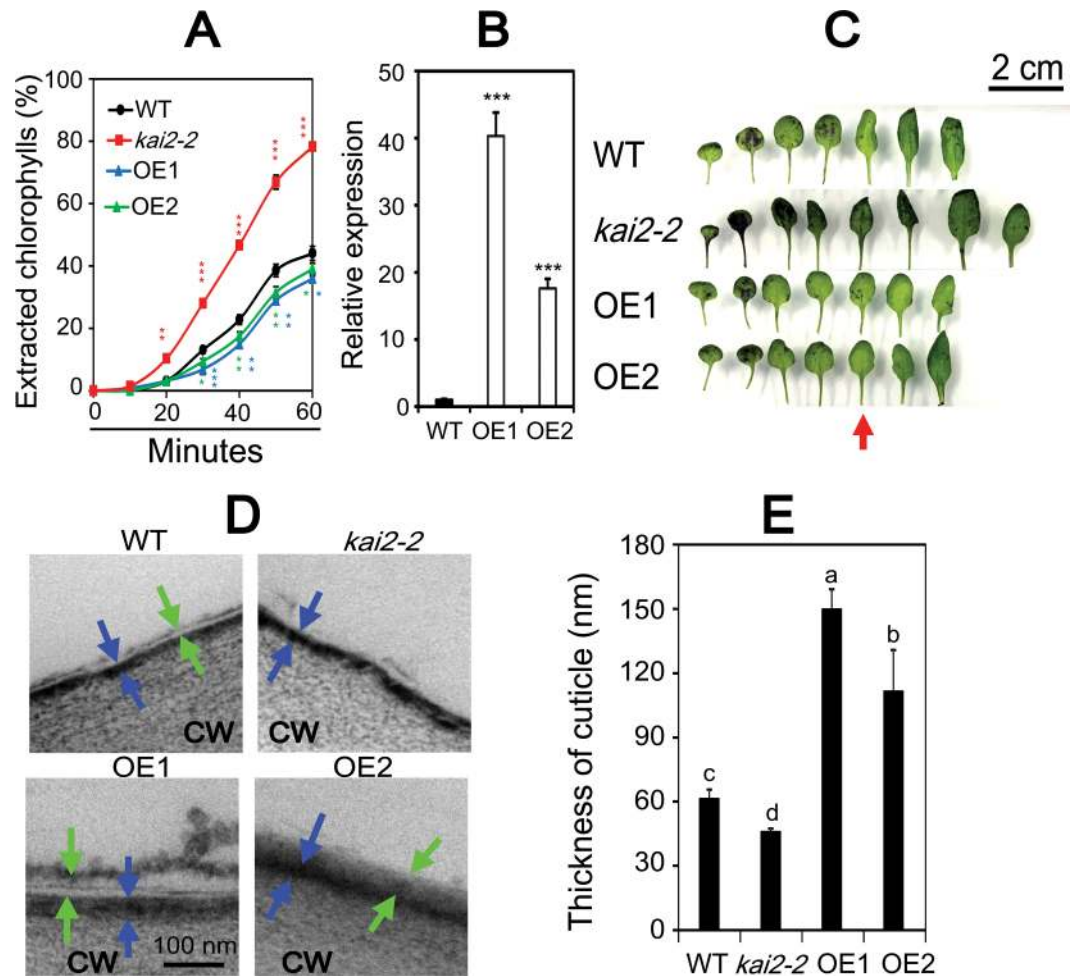 A
Extracted chlorophylls (%)
100
80
60
40
20
0
WT
kai2-2
OE1
OE2
** *** *** *** *** ***
* *** ** ** ** ** * *
0 20 40 60
Minutes
B
Relative expression
50
40
30
20
10
0
***
***
WT OE1 OE2
C
2 cm
WT
kai2-2
OE1
OE2
D
WT kai2-2
CW CW
OE1 OE2
CW 100 nm CW
E
Thickness of cuticle (nm)
180
150
120
90
60
30
0
c d a b
WT kai2-2 OE1 OE2